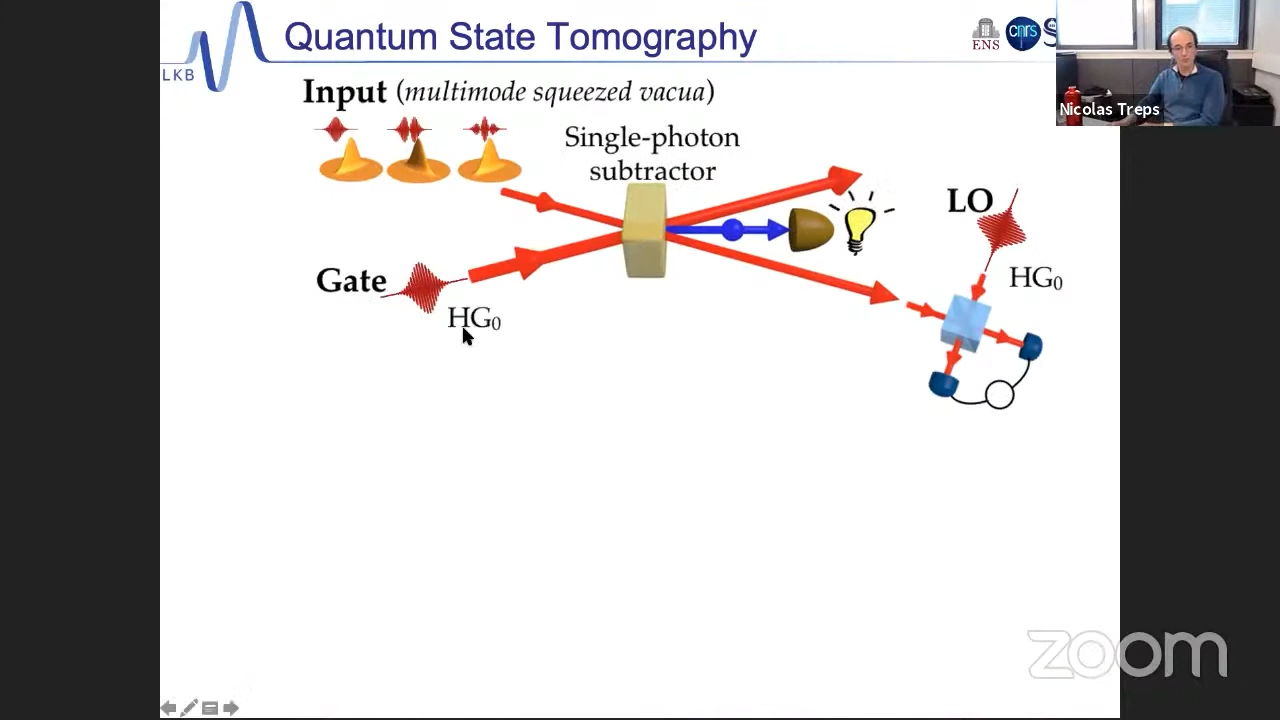 Quantum State Tomography
LKB
ENS
cnrs
S
Nicolas Treps
Input (multimode squeezed vacua)
Single-photon
subtractor
LO
HG₀
Gate
HG₀
zoom